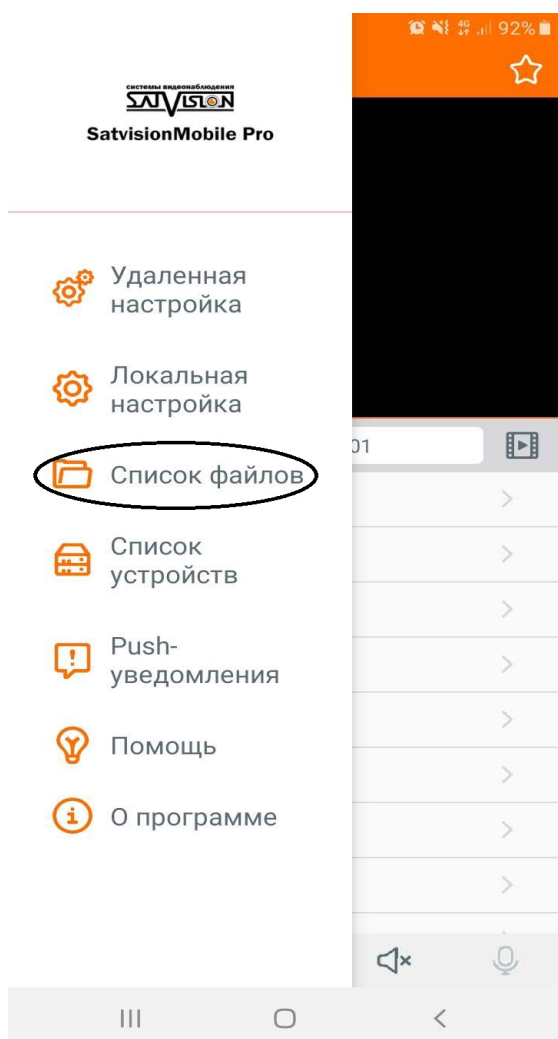 4G 92%
системы видеонаблюдения
SATVISION
SatvisionMobile Pro
Удаленная
настройка
Локальная
настройка
01
Список файлов
Список
устройств
Push-
уведомления
Помощь
О программе